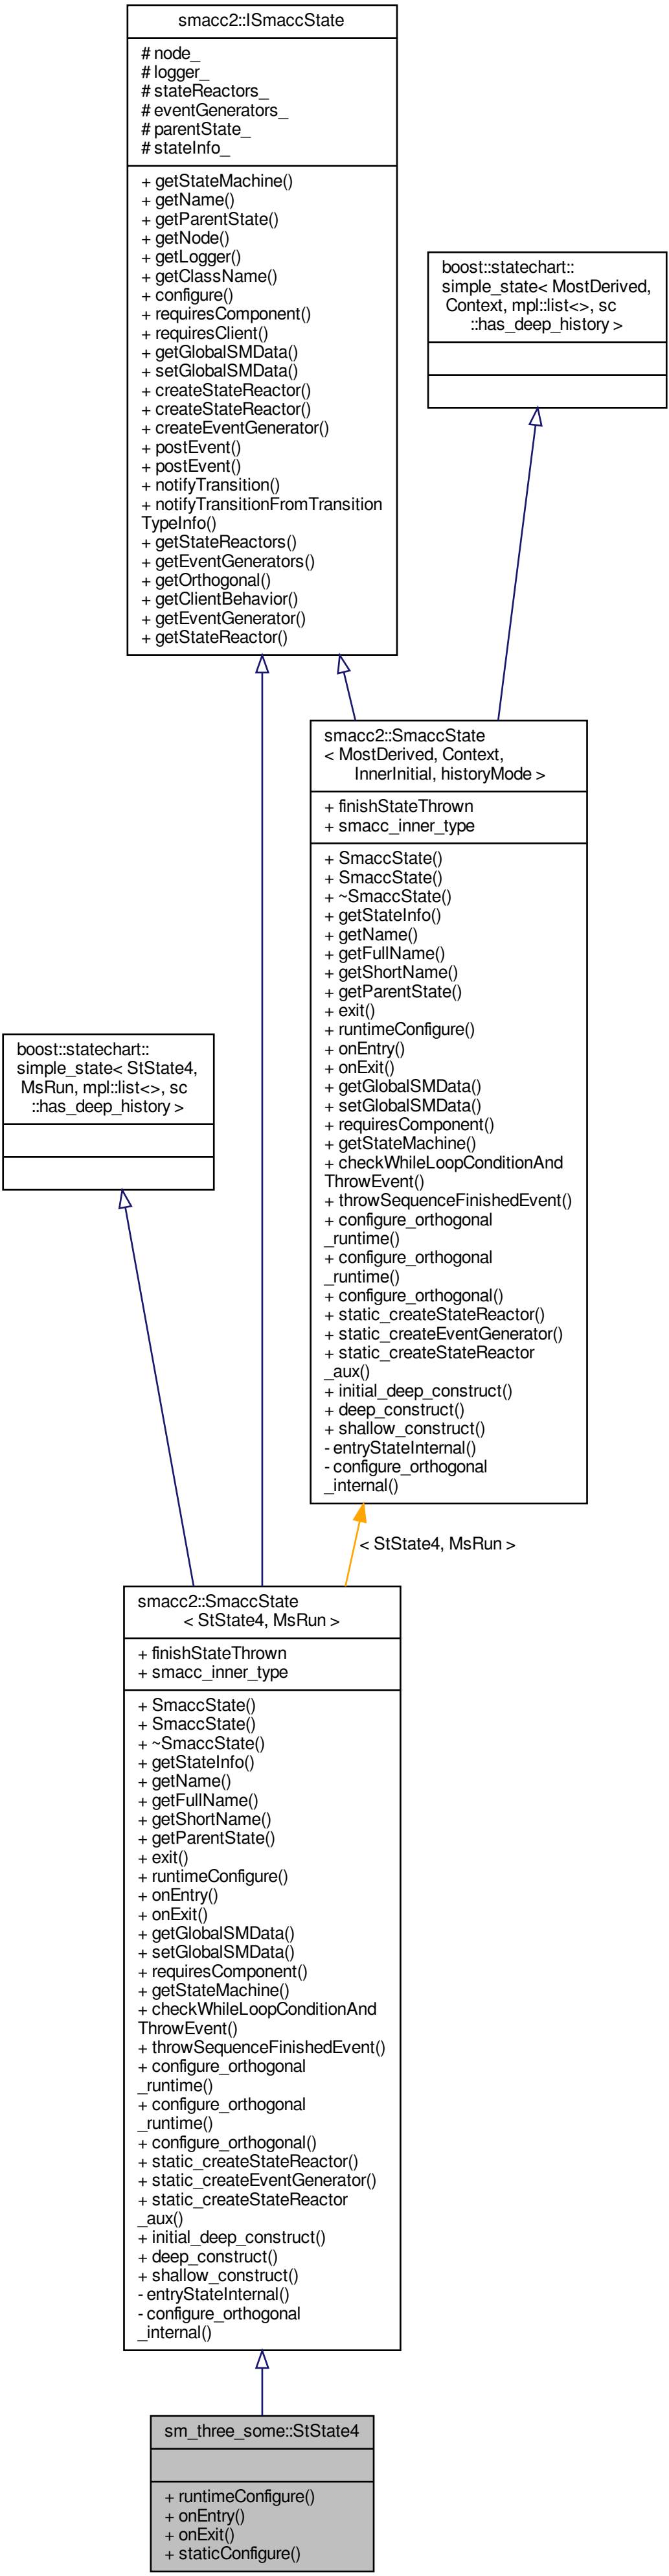 smacc2::ISmaccState
# node_
# logger_
# stateReactors_
# eventGenerators_
# parentState_
# stateInfo_
+ getStateMachine()
+ getName()
+ getParentState()
+ getNode()
+ getLogger()
+ getClassName()
+ configure()
+ requiresComponent()
+ requiresClient()
+ getGlobalSMData()
+ setGlobalSMData()
+ createStateReactor()
+ createStateReactor()
+ createEventGenerator()
+ postEvent()
+ postEvent()
+ notifyTransition()
+ notifyTransitionFromTransition
TypeInfo()
+ getStateReactors()
+ getEventGenerators()
+ getOrthogonal()
+ getClientBehavior()
+ getEventGenerator()
+ getStateReactor()
boost::statechart::
simple_state< MostDerived,
Context, mpl::list<>, sc
::has_deep_history >
smacc2::SmaccState
< MostDerived, Context,
InnerInitial, historyMode >
+ finishStateThrown
+ smacc_inner_type
+ SmaccState()
+ SmaccState()
+ ~SmaccState()
+ getStateInfo()
+ getName()
+ getFullName()
+ getShortName()
+ getParentState()
+ exit()
+ runtimeConfigure()
+ onEntry()
+ onExit()
+ getGlobalSMData()
+ setGlobalSMData()
+ requiresComponent()
+ getStateMachine()
+ checkWhileLoopConditionAnd
ThrowEvent()
+ throwSequenceFinishedEvent()
+ configure_orthogonal
_runtime()
+ configure_orthogonal
_runtime()
+ configure_orthogonal()
+ static_createStateReactor()
+ static_createEventGenerator()
+ static_createStateReactor
_aux()
+ initial_deep_construct()
+ deep_construct()
+ shallow_construct()
- entryStateInternal()
- configure_orthogonal
_internal()
boost::statechart::
simple_state< StState4,
MsRun, mpl::list<>, sc
::has_deep_history >
< StState4, MsRun >
smacc2::SmaccState
< StState4, MsRun >
+ finishStateThrown
+ smacc_inner_type
+ SmaccState()
+ SmaccState()
+ ~SmaccState()
+ getStateInfo()
+ getName()
+ getFullName()
+ getShortName()
+ getParentState()
+ exit()
+ runtimeConfigure()
+ onEntry()
+ onExit()
+ getGlobalSMData()
+ setGlobalSMData()
+ requiresComponent()
+ getStateMachine()
+ checkWhileLoopConditionAnd
ThrowEvent()
+ throwSequenceFinishedEvent()
+ configure_orthogonal
_runtime()
+ configure_orthogonal
_runtime()
+ configure_orthogonal()
+ static_createStateReactor()
+ static_createEventGenerator()
+ static_createStateReactor
_aux()
+ initial_deep_construct()
+ deep_construct()
+ shallow_construct()
- entryStateInternal()
- configure_orthogonal
_internal()
sm_three_some::StState4
+ runtimeConfigure()
+ onEntry()
+ onExit()
+ staticConfigure()